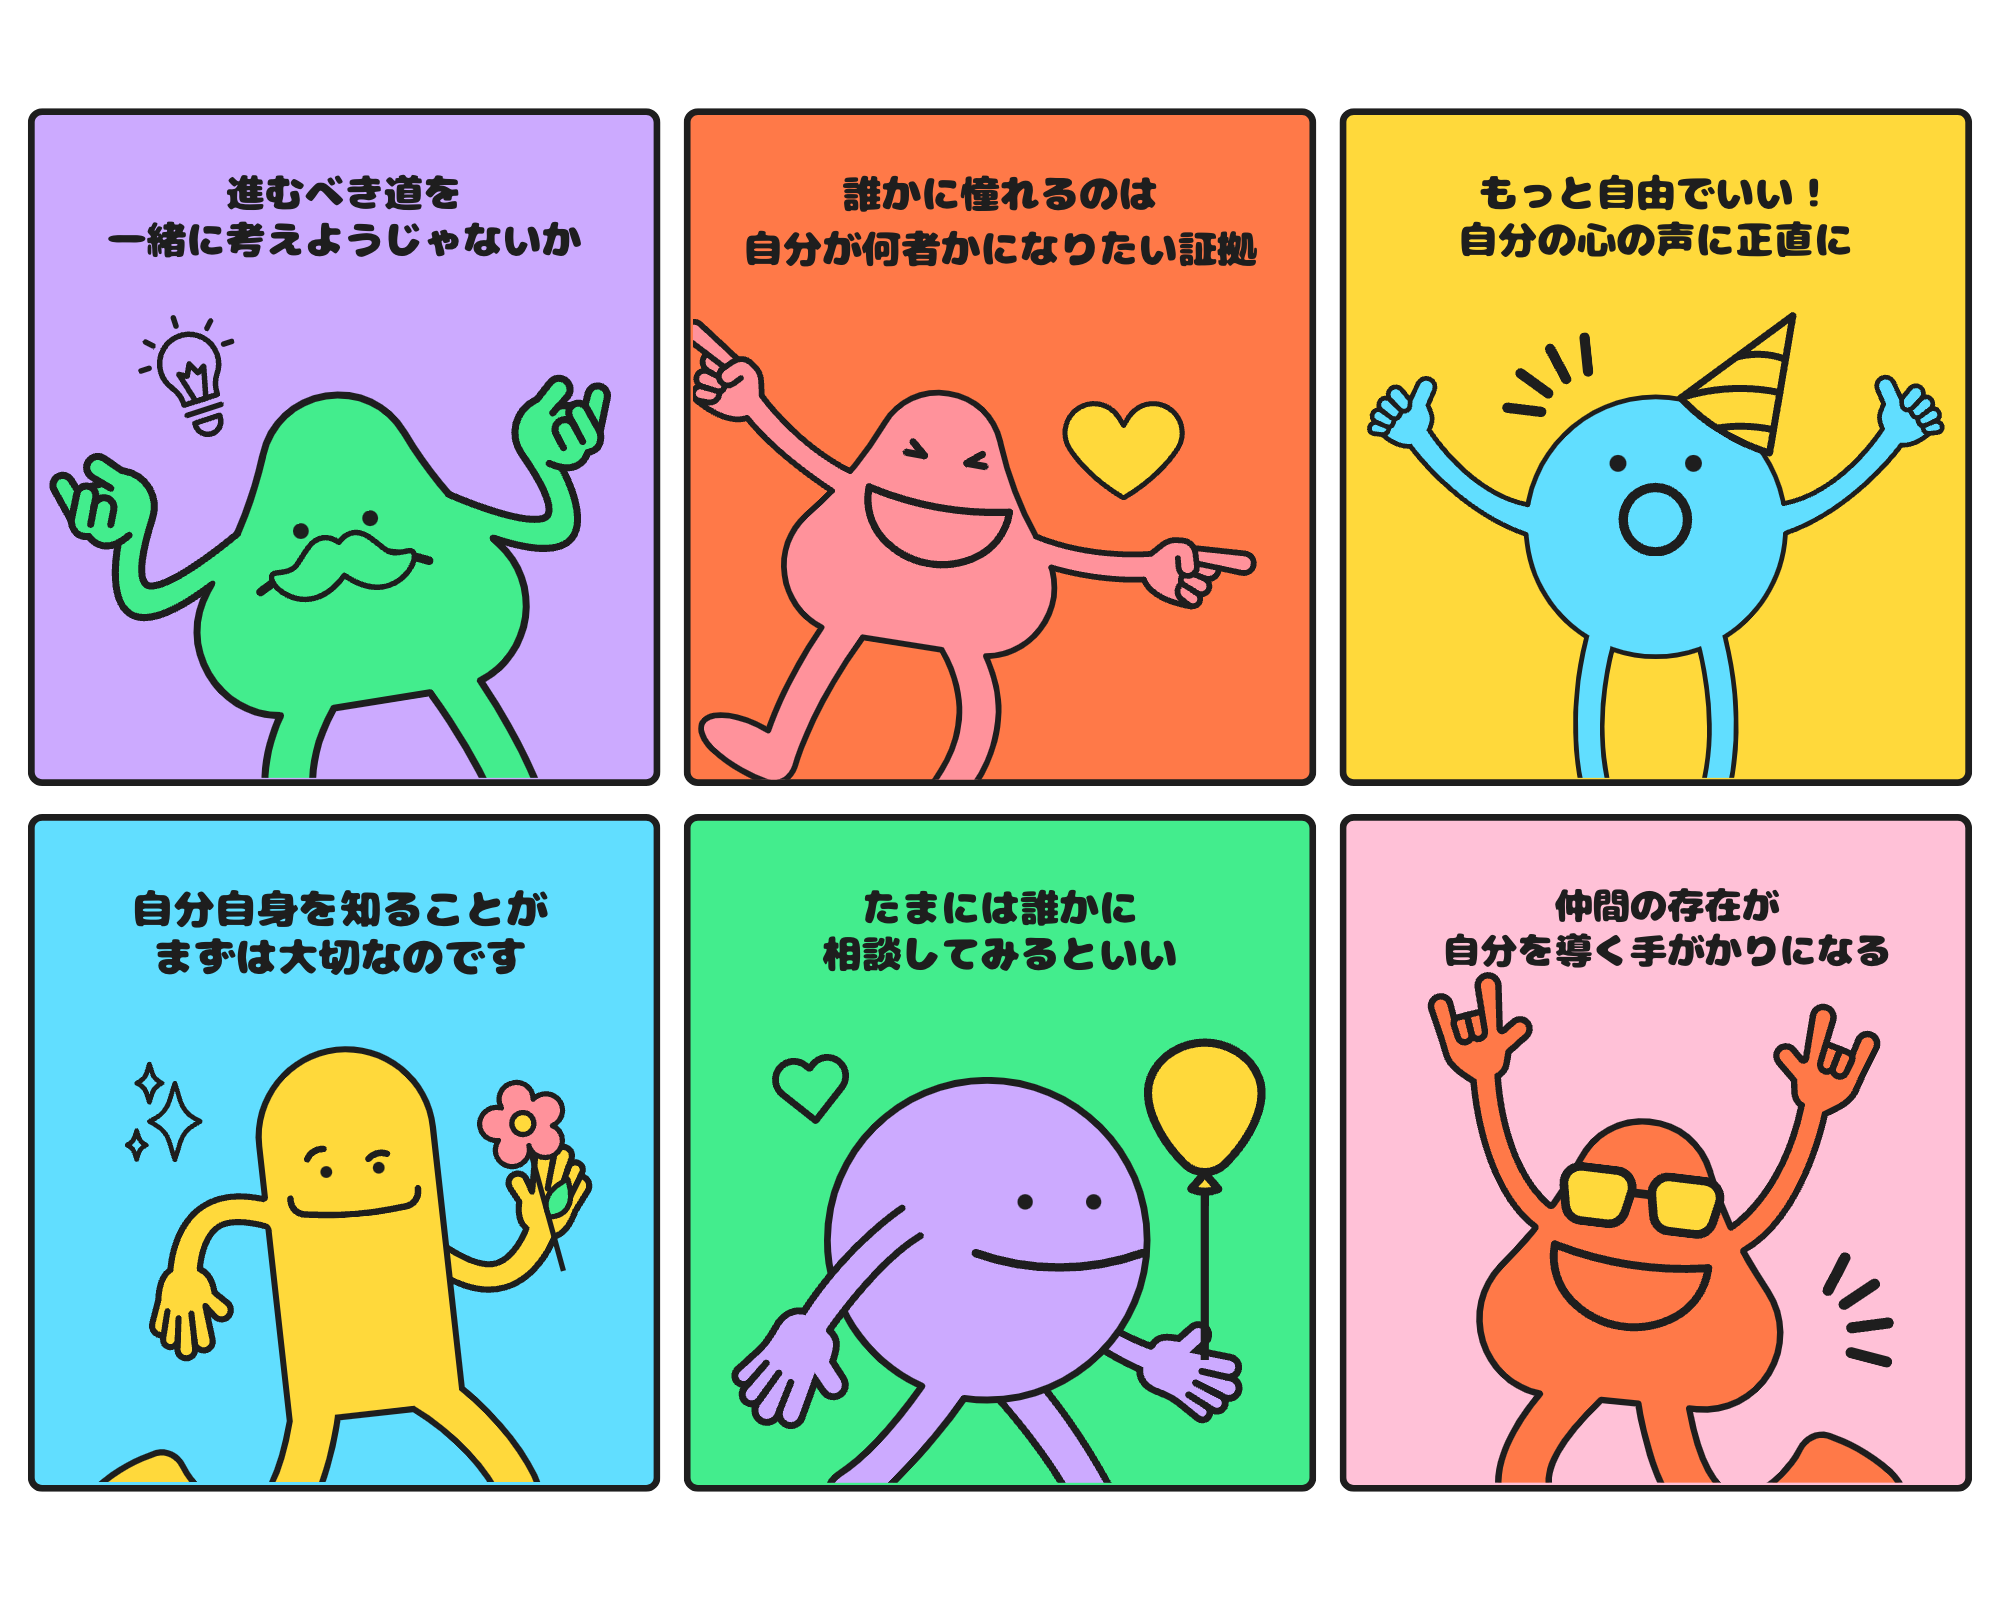 進むべき道を
一緒に考えようじゃないか
誰かに憧れるのは
自分が何者かになりたい証拠
もっと自由でいい！
自分の心の声に正直に
自分自身を知ることが
まずは大切なのです
たまには誰かに
相談してみるといい
仲間の存在が
自分を導く手がかりになる